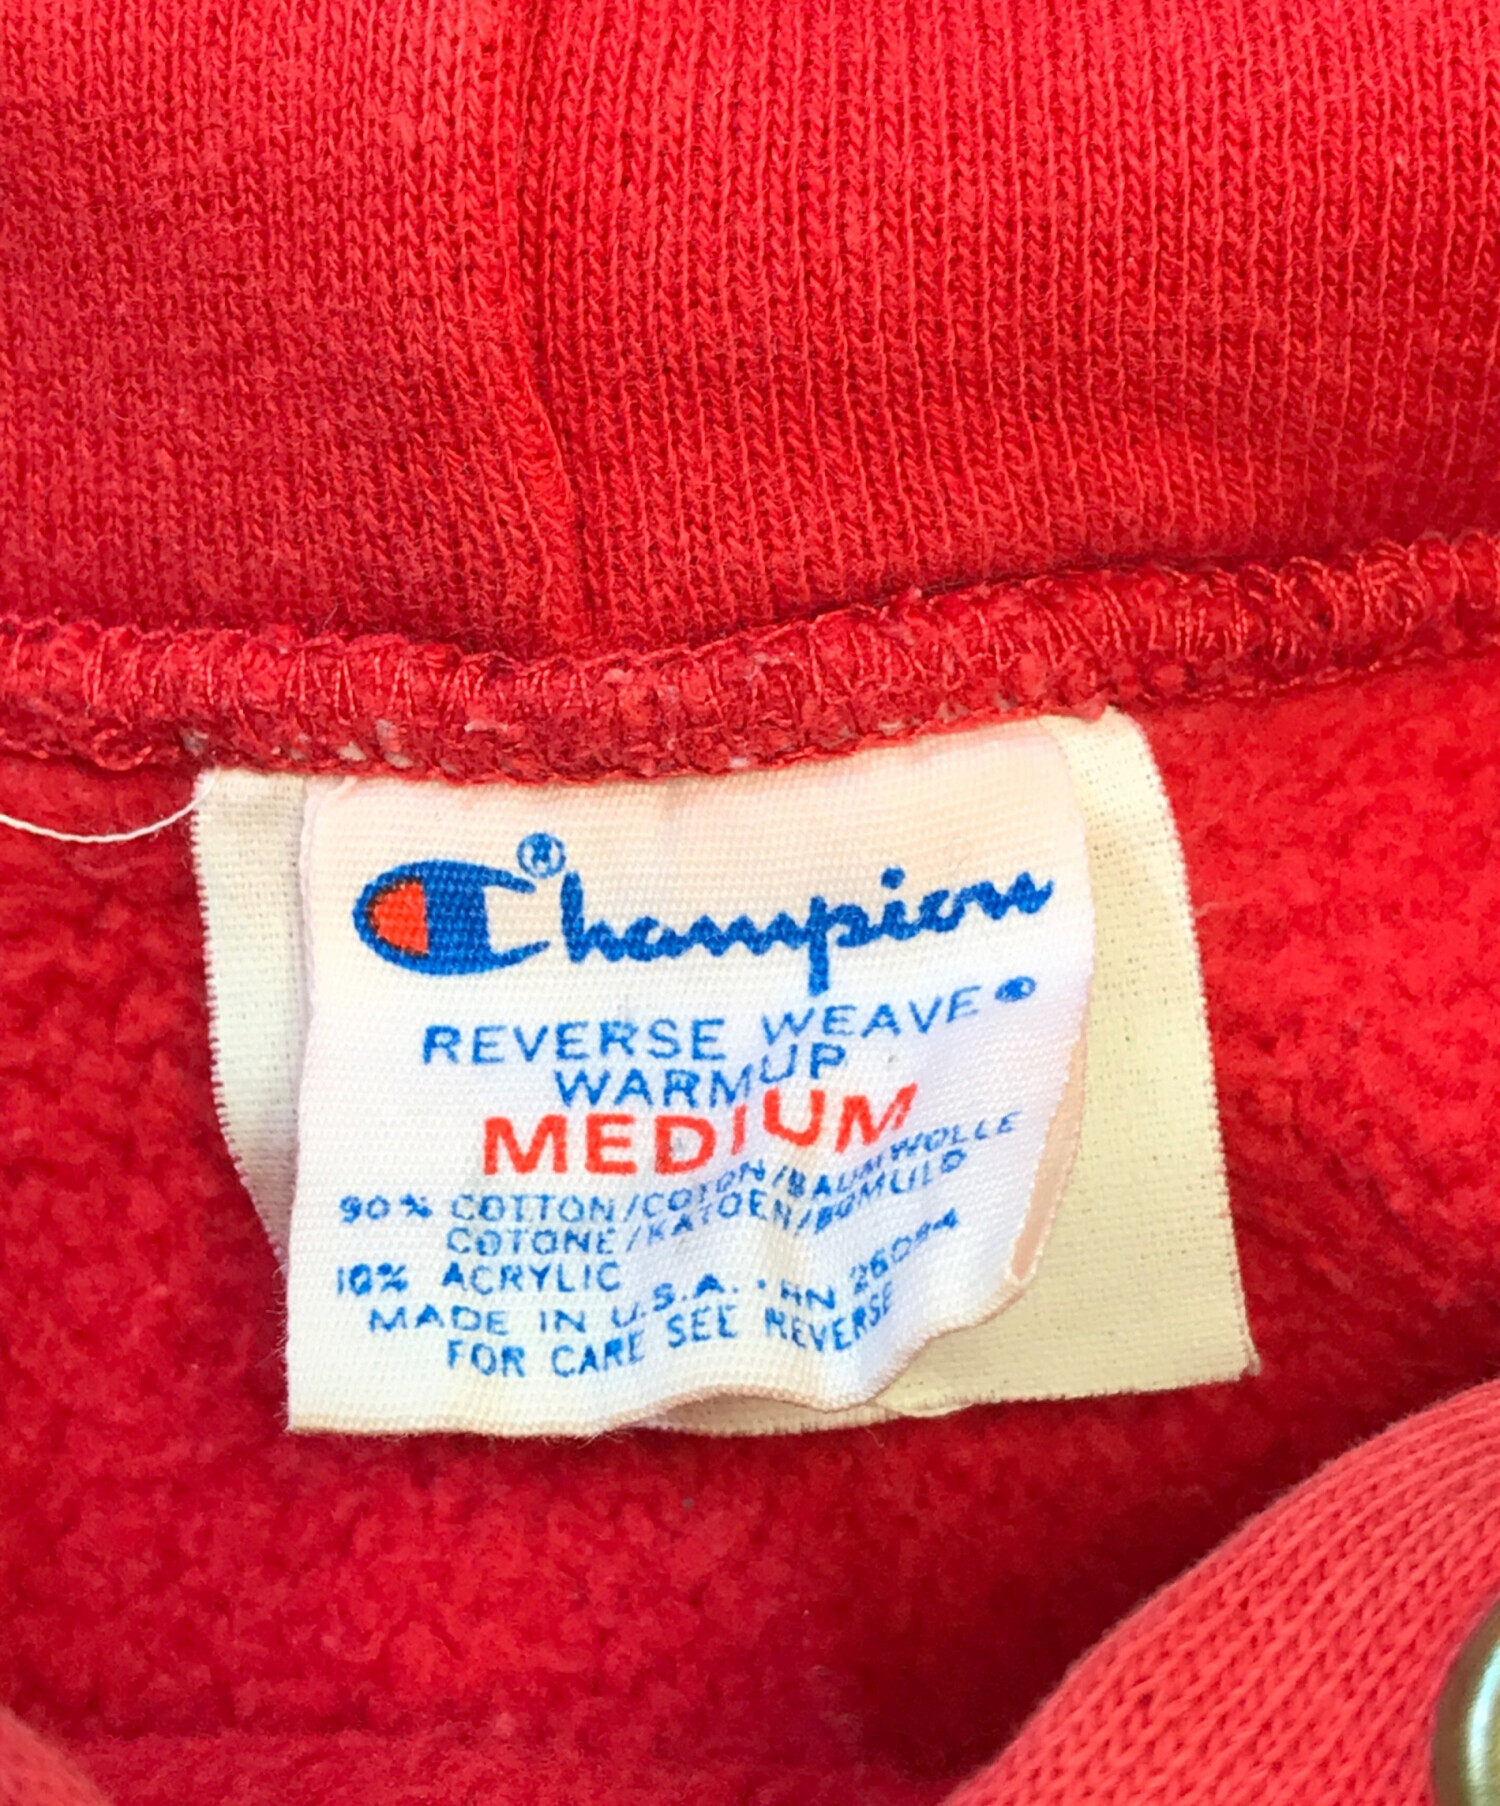 Champion®
REVERSE WEAVE®
WARMUP
MEDIUM
90% COTTON/COTON/BAUMWOLLE
COTONE/KATOEN/BOMULD
10% ACRYLIC
MADE IN U.S.A. · RN 26094
FOR CARE SEE REVERSE